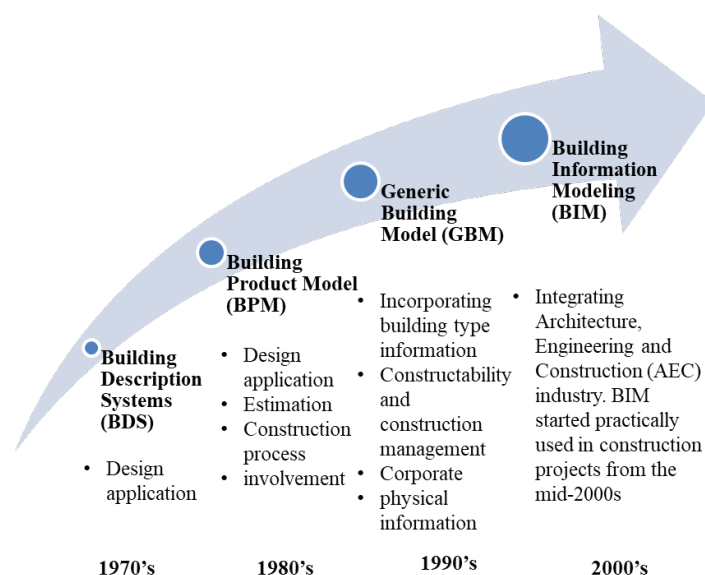 Building
Description
Systems
(BDS)
• Design
application
1970’s
Building
Product Model
(BPM)
• Design
application
• Estimation
• Construction
process
• involvement
1980’s
Generic
Building
Model (GBM)
• Incorporating
building type
information
• Constructability
and
construction
management
• Corporate
• physical
information
1990’s
Building
Information
Modeling
(BIM)
• Integrating
Architecture,
Engineering and
Construction (AEC)
industry. BIM
started practically
used in construction
projects from the
mid-2000s
2000’s